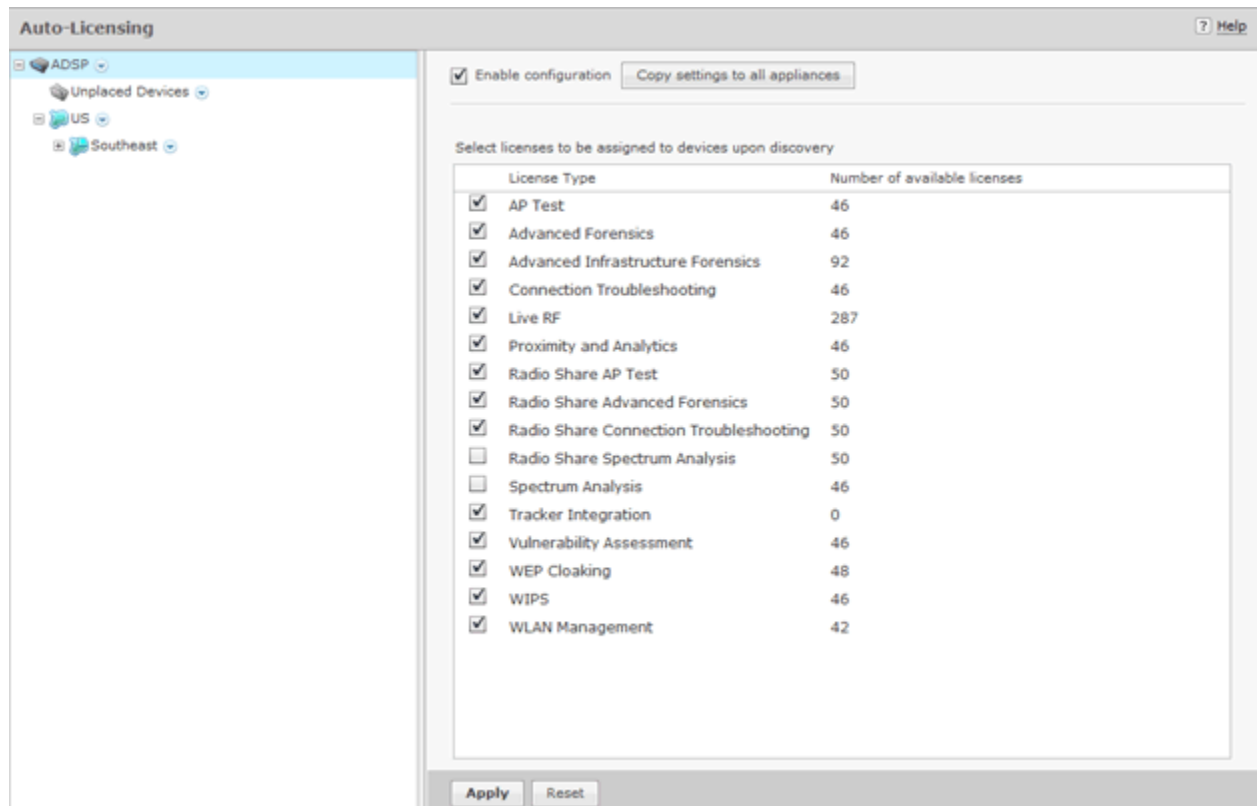 Auto-Licensing
? Help
ADSP
Unplaced Devices
US
Southeast
Enable configuration Copy settings to all appliances
Select licenses to be assigned to devices upon discovery
License Type Number of available licenses
AP Test 46
Advanced Forensics 46
Advanced Infrastructure Forensics 92
Connection Troubleshooting 46
Live RF 287
Proximity and Analytics 46
Radio Share AP Test 50
Radio Share Advanced Forensics 50
Radio Share Connection Troubleshooting 50
Radio Share Spectrum Analysis 50
Spectrum Analysis 46
Tracker Integration 0
Vulnerability Assessment 46
WEP Cloaking 48
WIPS 46
WLAN Management 42
Apply Reset